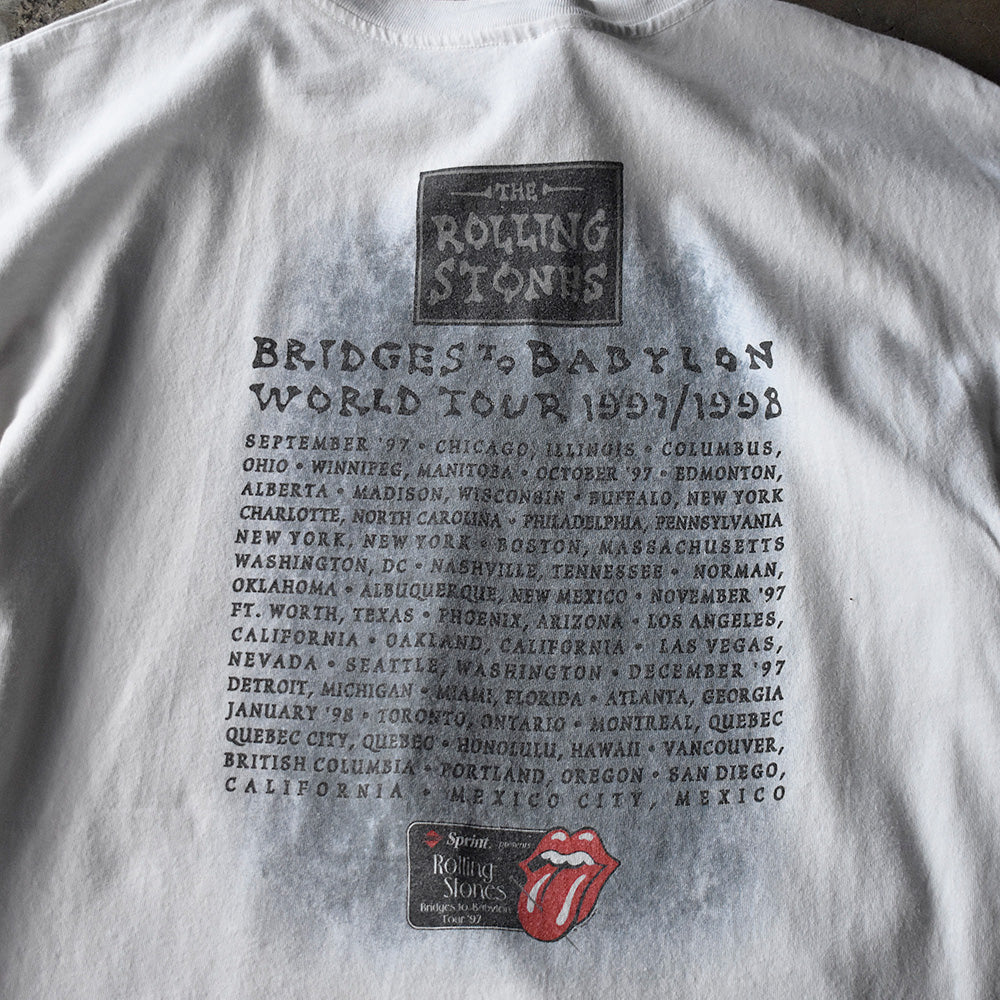 THE
ROLLING
STONES
BRIDGES TO BABYLON
WORLD TOUR 1997/1998
SEPTEMBER '97 • CHICAGO, ILLINOIS • COLUMBUS,
OHIO • WINNIPEG, MANITOBA • OCTOBER '97 • EDMONTON,
ALBERTA • MADISON, WISCONSIN • BUFFALO, NEW YORK
CHARLOTTE, NORTH CAROLINA • PHILADELPHIA, PENNSYLVANIA
NEW YORK, NEW YORK • BOSTON, MASSACHUSETTS
WASHINGTON, DC • NASHVILLE, TENNESSEE • NORMAN,
OKLAHOMA • ALBUQUERQUE, NEW MEXICO • NOVEMBER '97
FT. WORTH, TEXAS • PHOENIX, ARIZONA • LOS ANGELES,
CALIFORNIA • OAKLAND, CALIFORNIA • LAS VEGAS,
NEVADA • SEATTLE, WASHINGTON • DECEMBER '97
DETROIT, MICHIGAN • MIAMI, FLORIDA • ATLANTA, GEORGIA
JANUARY '98 • TORONTO, ONTARIO • MONTREAL, QUEBEC
QUEBEC CITY, QUEBEC • HONOLULU, HAWAII • VANCOUVER,
BRITISH COLUMBIA • PORTLAND, OREGON • SAN DIEGO,
CALIFORNIA • MEXICO CITY, MEXICO
Sprint. presents
Rolling
Stones
Bridges to Babylon
Tour '97